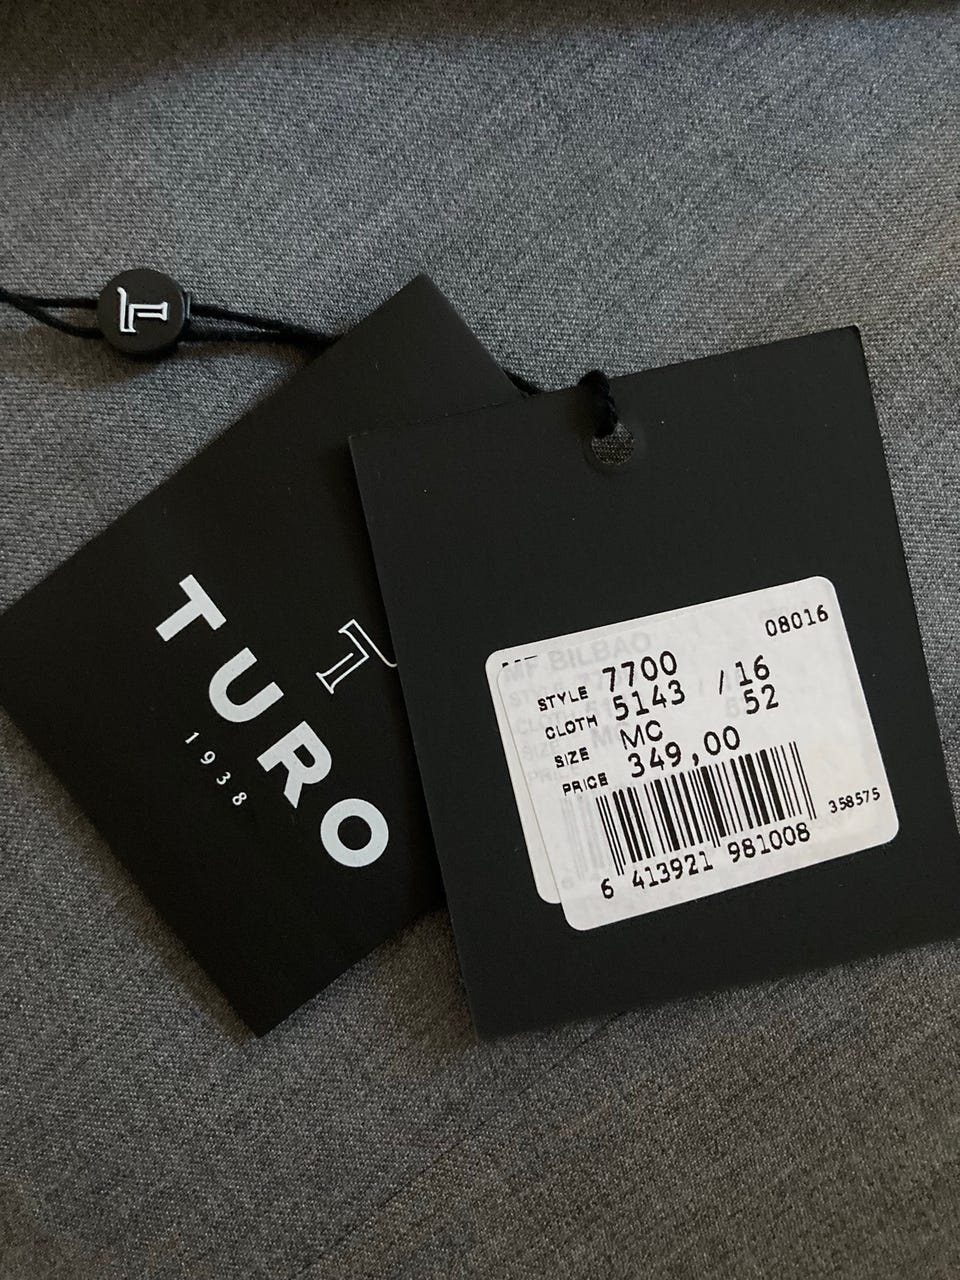 TURO
1938
08016
MF BILBAO
STYLE 7700
CLOTH 5143 / 16
SIZE MC 52
PRICE 349,00
358575
6 413921 981008